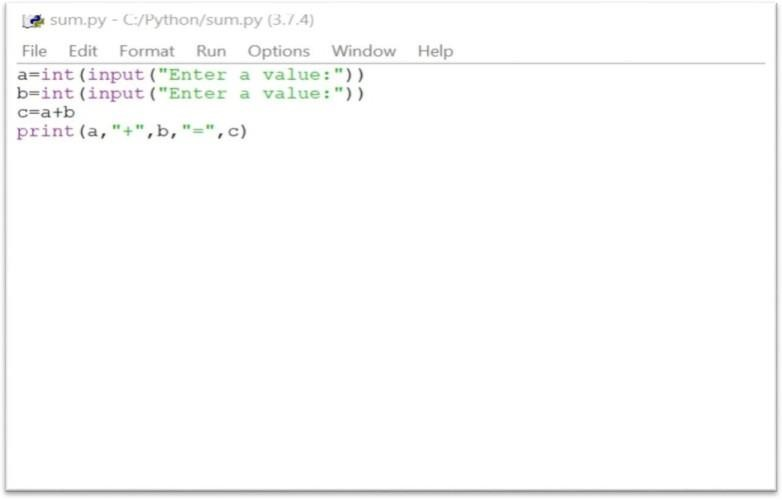 sum.py - C:/Python/sum.py (3.7.4)
File Edit Format Run Options Window Help
a=int(input("Enter a value:"))
b=int(input("Enter a value:"))
c=a+b
print(a,"+",b,"=",c)